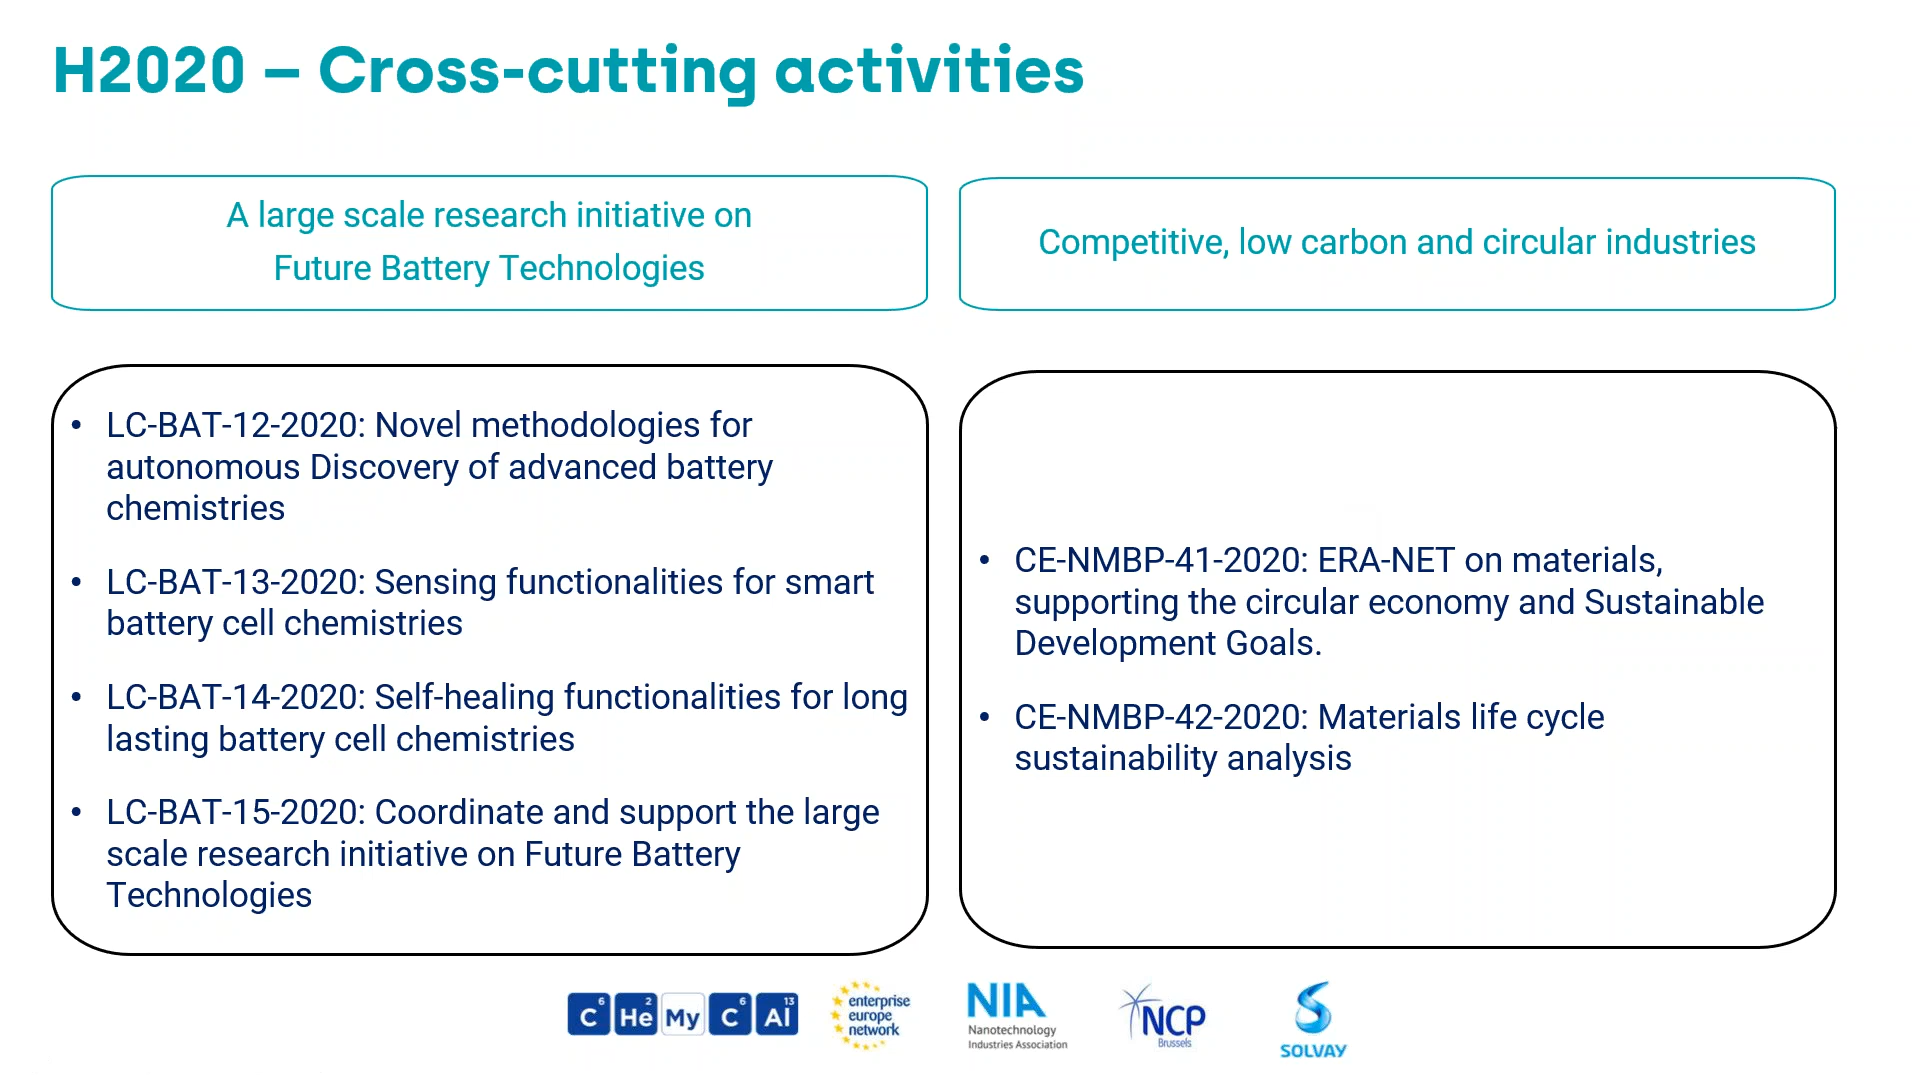 H2020 – Cross-cutting activities
A large scale research initiative on
Future Battery Technologies
Competitive, low carbon and circular industries
• LC-BAT-12-2020: Novel methodologies for
autonomous Discovery of advanced battery
chemistries
• LC-BAT-13-2020: Sensing functionalities for smart
battery cell chemistries
• LC-BAT-14-2020: Self-healing functionalities for long
lasting battery cell chemistries
• LC-BAT-15-2020: Coordinate and support the large
scale research initiative on Future Battery
Technologies
• CE-NMBP-41-2020: ERA-NET on materials,
supporting the circular economy and Sustainable
Development Goals.
• CE-NMBP-42-2020: Materials life cycle
sustainability analysis
6 2 6 13
C He My C Al
enterprise
europe
network
NIA
Nanotechnology
Industries Association
NCP
Brussels
SOLVAY